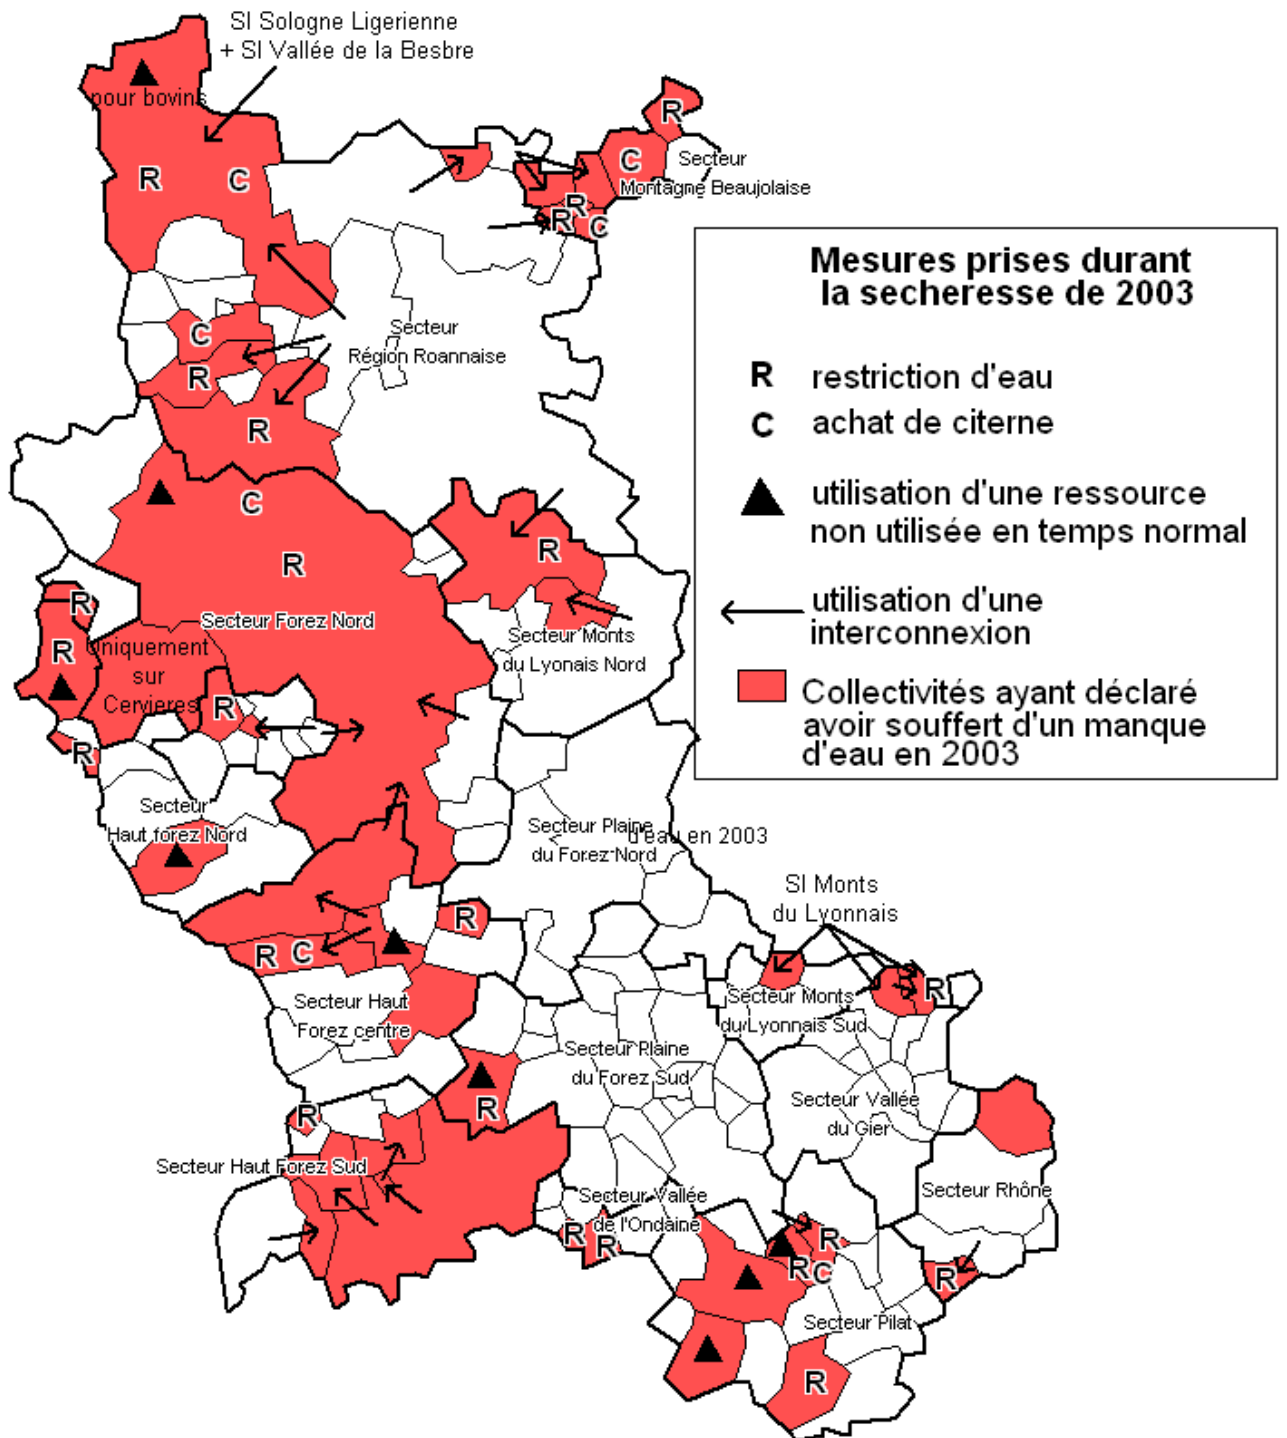 SI Sologne Ligerienne
+ SI Vallée de la Besbre
pour bovins
R
C
R
C
Secteur
Montagne Beaujolaise
R
R
C
Mesures prises durant
la secheresse de 2003
R restriction d'eau
C achat de citerne
utilisation d'une ressource
non utilisée en temps normal
utilisation d'une
interconnexion
Collectivités ayant déclaré
avoir souffert d'un manque
d'eau en 2003
C
Secteur
Région Roannaise
R
R
C
R
R
R
Secteur Forez Nord
Secteur Monts
du Lyonais Nord
R
Uniquement
sur
Cervieres
R
R
Secteur
Haut forez Nord
Secteur Plaine
du Forez Nord
d'eau en 2003
SI Monts
du Lyonnais
R
R C
R
Secteur Haut
Forez centre
Secteur Monts
du Lyonnais Sud
Secteur Plaine
du Forez Sud
R
R
Secteur Vallée
du Gier
Secteur Haut Forez Sud
Secteur Rhône
Secteur Vallée
de l'Ondaine
R
R
R
R C
R
Secteur Pilat
R